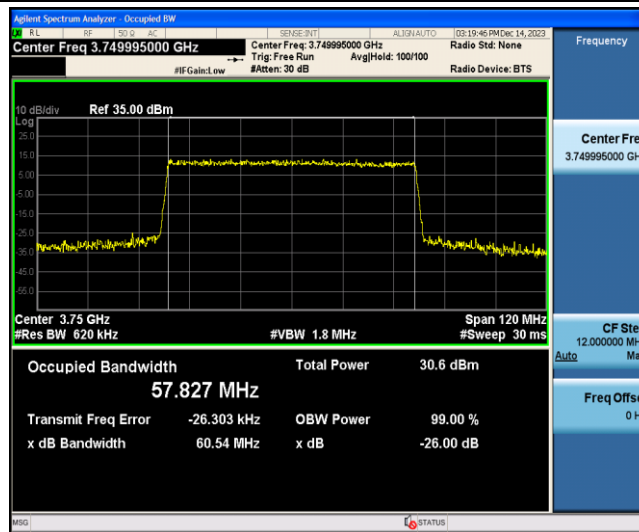 Agilent Spectrum Analyzer - Occupied BW
RL RF 50 Ω AC SENSE:INT ALIGN AUTO 03:19:46 PM Dec 14, 2023
Center Freq 3.749995000 GHz
Center Freq: 3.749995000 GHz
Radio Std: None
Trig: Free Run Avg|Hold: 100/100
#IFGain:Low #Atten: 30 dB Radio Device: BTS
10 dB/div Ref 35.00 dBm
Log
25.0
15.0
5.00
-5.00
-15.0
-25.0
-35.0
-45.0
-55.0
Center 3.75 GHz Span 120 MHz
#Res BW 620 kHz #VBW 1.8 MHz #Sweep 30 ms
Occupied Bandwidth Total Power 30.6 dBm
57.827 MHz
Transmit Freq Error -26.303 kHz OBW Power 99.00 %
x dB Bandwidth 60.54 MHz x dB -26.00 dB
MSG STATUS
Frequency
Center Fre
3.749995000 GH
CF Ste
12.000000 MH
Auto Ma
Freq Offs
0 H